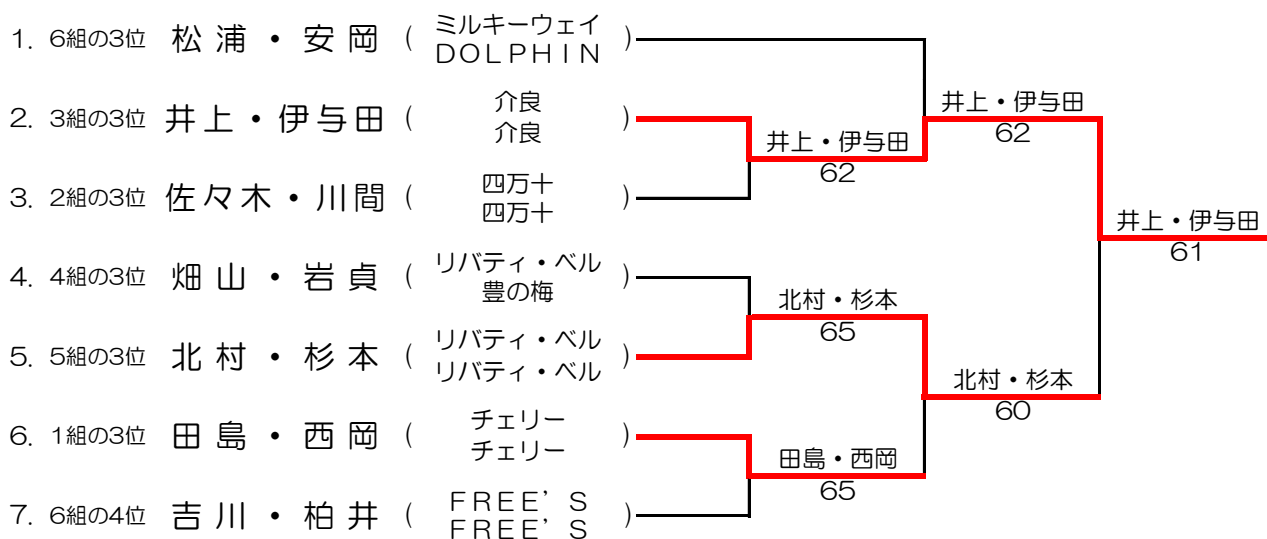 1. 6組の3位 松浦・安岡 ( ミルキーウェイ
DOLPHIN )
2. 3組の3位 井上・伊与田 ( 介良
介良 )
3. 2組の3位 佐々木・川間 ( 四万十
四万十 )
4. 4組の3位 畑山・岩貞 ( リバティ・ベル
豊の梅 )
5. 5組の3位 北村・杉本 ( リバティ・ベル
リバティ・ベル )
6. 1組の3位 田島・西岡 ( チェリー
チェリー )
7. 6組の4位 吉川・柏井 ( FREE'S
FREE'S )
井上・伊与田
62
北村・杉本
65
田島・西岡
65
井上・伊与田
62
北村・杉本
60
井上・伊与田
61